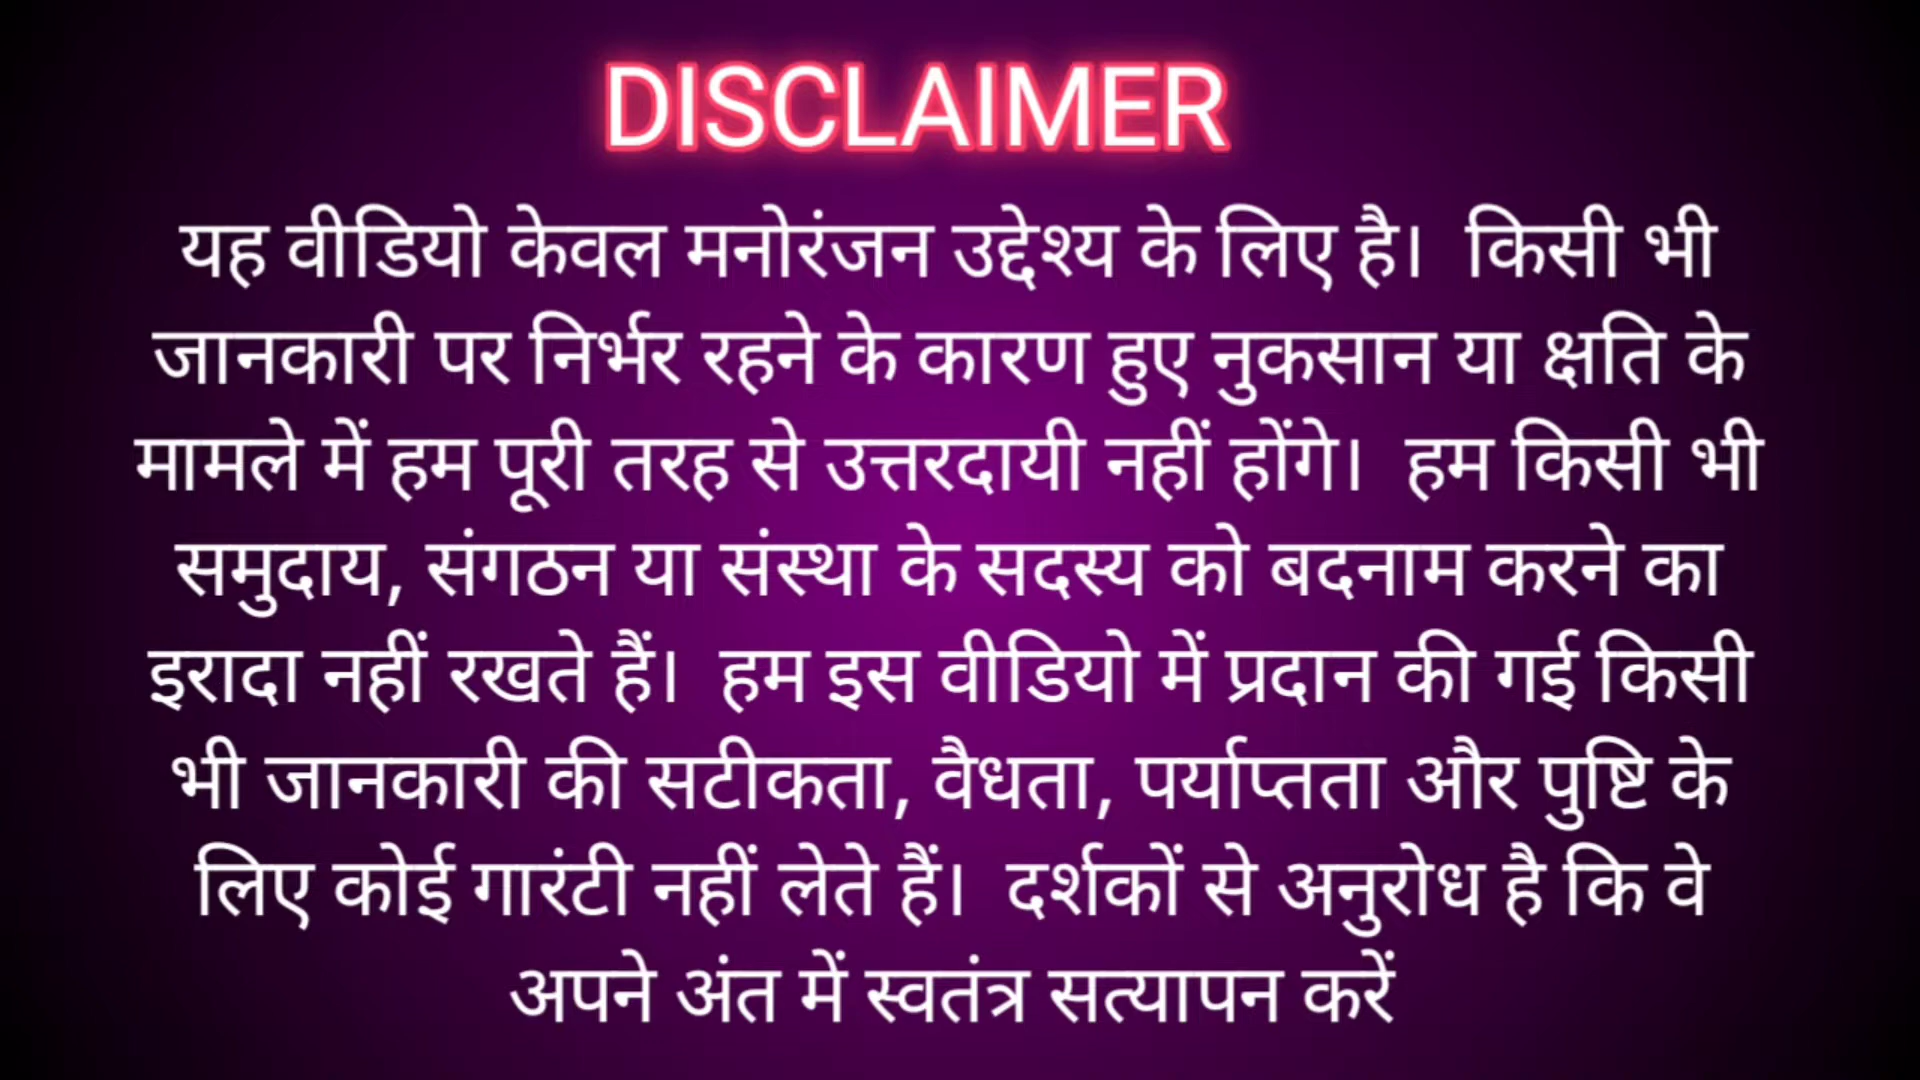 DISCLAIMER
यह वीडियो केवल मनोरंजन उद्देश्य के लिए है। किसी भी
जानकारी पर निर्भर रहने के कारण हुए नुकसान या क्षति के
मामले में हम पूरी तरह से उत्तरदायी नहीं होंगे। हम किसी भी
समुदाय, संगठन या संस्था के सदस्य को बदनाम करने का
इरादा नहीं रखते हैं। हम इस वीडियो में प्रदान की गई किसी
भी जानकारी की सटीकता, वैधता, पर्याप्तता और पुष्टि के
लिए कोई गारंटी नहीं लेते हैं। दर्शकों से अनुरोध है कि वे
अपने अंत में स्वतंत्र सत्यापन करें